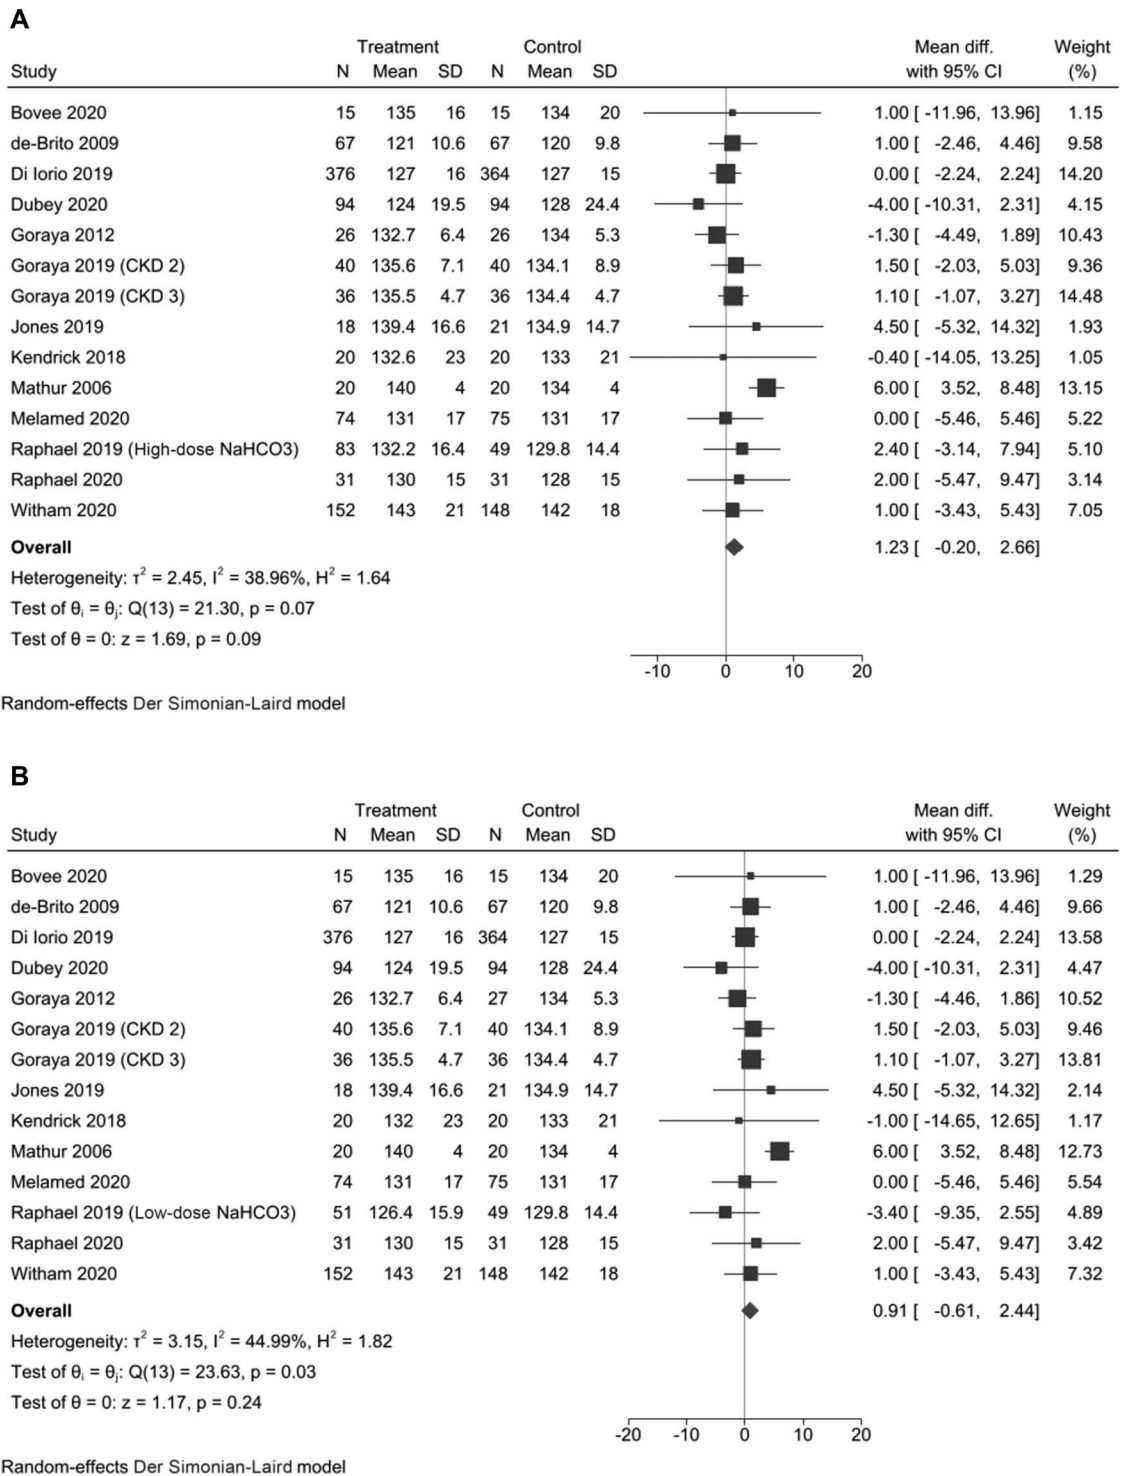 A
Treatment Control Mean diff. Weight
Study N Mean SD N Mean SD with 95% CI (%)
Bovee 2020 15 135 16 15 134 20 1.00 [ -11.96, 13.96] 1.15
de-Brito 2009 67 121 10.6 67 120 9.8 1.00 [ -2.46, 4.46] 9.58
Di Iorio 2019 376 127 16 364 127 15 0.00 [ -2.24, 2.24] 14.20
Dubey 2020 94 124 19.5 94 128 24.4 -4.00 [ -10.31, 2.31] 4.15
Goraya 2012 26 132.7 6.4 26 134 5.3 -1.30 [ -4.49, 1.89] 10.43
Goraya 2019 (CKD 2) 40 135.6 7.1 40 134.1 8.9 1.50 [ -2.03, 5.03] 9.36
Goraya 2019 (CKD 3) 36 135.5 4.7 36 134.4 4.7 1.10 [ -1.07, 3.27] 14.48
Jones 2019 18 139.4 16.6 21 134.9 14.7 4.50 [ -5.32, 14.32] 1.93
Kendrick 2018 20 132.6 23 20 133 21 -0.40 [ -14.05, 13.25] 1.05
Mathur 2006 20 140 4 20 134 4 6.00 [ 3.52, 8.48] 13.15
Melamed 2020 74 131 17 75 131 17 0.00 [ -5.46, 5.46] 5.22
Raphael 2019 (High-dose NaHCO3) 83 132.2 16.4 49 129.8 14.4 2.40 [ -3.14, 7.94] 5.10
Raphael 2020 31 130 15 31 128 15 2.00 [ -5.47, 9.47] 3.14
Witham 2020 152 143 21 148 142 18 1.00 [ -3.43, 5.43] 7.05
Overall 1.23 [ -0.20, 2.66]
Heterogeneity: τ² = 2.45, I² = 38.96%, H² = 1.64
Test of θᵢ = θⱼ: Q(13) = 21.30, p = 0.07
Test of θ = 0: z = 1.69, p = 0.09
-10 0 10 20
Random-effects Der Simonian-Laird model
B
Treatment Control Mean diff. Weight
Study N Mean SD N Mean SD with 95% CI (%)
Bovee 2020 15 135 16 15 134 20 1.00 [ -11.96, 13.96] 1.29
de-Brito 2009 67 121 10.6 67 120 9.8 1.00 [ -2.46, 4.46] 9.66
Di Iorio 2019 376 127 16 364 127 15 0.00 [ -2.24, 2.24] 13.58
Dubey 2020 94 124 19.5 94 128 24.4 -4.00 [ -10.31, 2.31] 4.47
Goraya 2012 26 132.7 6.4 27 134 5.3 -1.30 [ -4.46, 1.86] 10.52
Goraya 2019 (CKD 2) 40 135.6 7.1 40 134.1 8.9 1.50 [ -2.03, 5.03] 9.46
Goraya 2019 (CKD 3) 36 135.5 4.7 36 134.4 4.7 1.10 [ -1.07, 3.27] 13.81
Jones 2019 18 139.4 16.6 21 134.9 14.7 4.50 [ -5.32, 14.32] 2.14
Kendrick 2018 20 132 23 20 133 21 -1.00 [ -14.65, 12.65] 1.17
Mathur 2006 20 140 4 20 134 4 6.00 [ 3.52, 8.48] 12.73
Melamed 2020 74 131 17 75 131 17 0.00 [ -5.46, 5.46] 5.54
Raphael 2019 (Low-dose NaHCO3) 51 126.4 15.9 49 129.8 14.4 -3.40 [ -9.35, 2.55] 4.89
Raphael 2020 31 130 15 31 128 15 2.00 [ -5.47, 9.47] 3.42
Witham 2020 152 143 21 148 142 18 1.00 [ -3.43, 5.43] 7.32
Overall 0.91 [ -0.61, 2.44]
Heterogeneity: τ² = 3.15, I² = 44.99%, H² = 1.82
Test of θᵢ = θⱼ: Q(13) = 23.63, p = 0.03
Test of θ = 0: z = 1.17, p = 0.24
-20 -10 0 10 20
Random-effects Der Simonian-Laird model